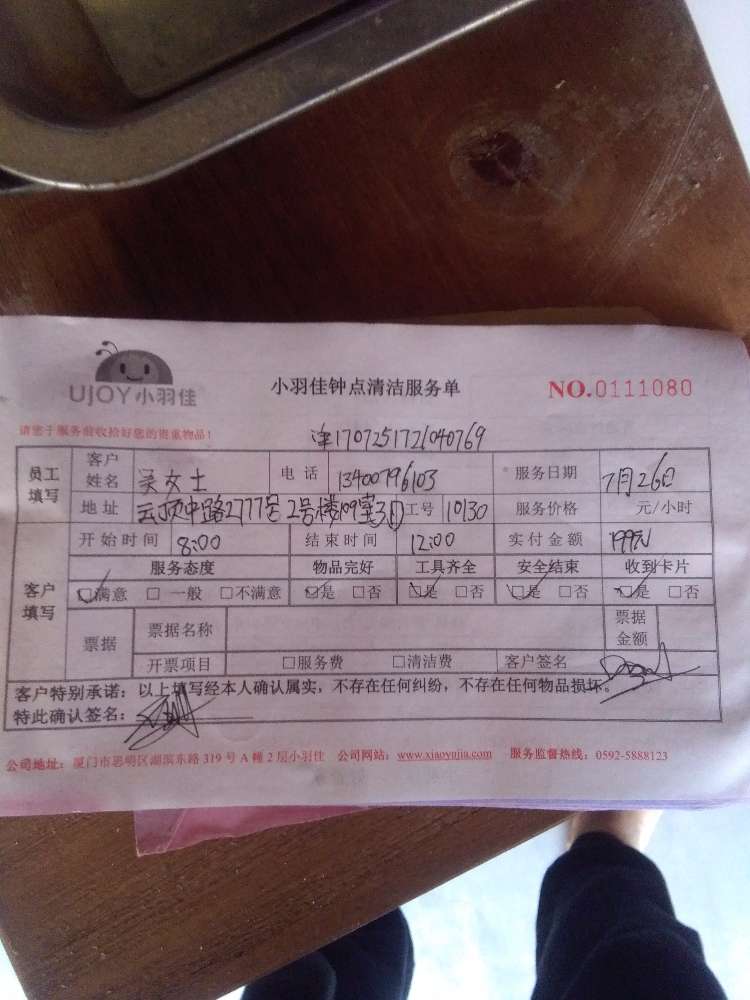 UJOY小羽佳 小羽佳钟点清洁服务单 NO.0111080
请您于服务前收拾好您的贵重物品!
津1707251721040769
员工填写 客户姓名 吴女士 电话 13400796103 *服务日期 7月26日
地址 云顶中路2777号2号楼109室 工号 10130 服务价格 元/小时
开始时间 8:00 结束时间 12:00 实付金额 199元
客户填写 服务态度 物品完好 工具齐全 安全结束 收到卡片
☑满意 □一般 □不满意 ☑是 □否 ☑是 □否 ☑是 □否 ☑是 □否
票据 票据名称 票据金额
开票项目 □服务费 □清洁费 客户签名
客户特别承诺：以上填写经本人确认属实，不存在任何纠纷，不存在任何物品损坏。
特此确认签名：
公司地址：厦门市思明区湖滨东路319号A幢2层小羽佳 公司网站：www.xiaoyujia.com 服务监督热线：0592-5888123